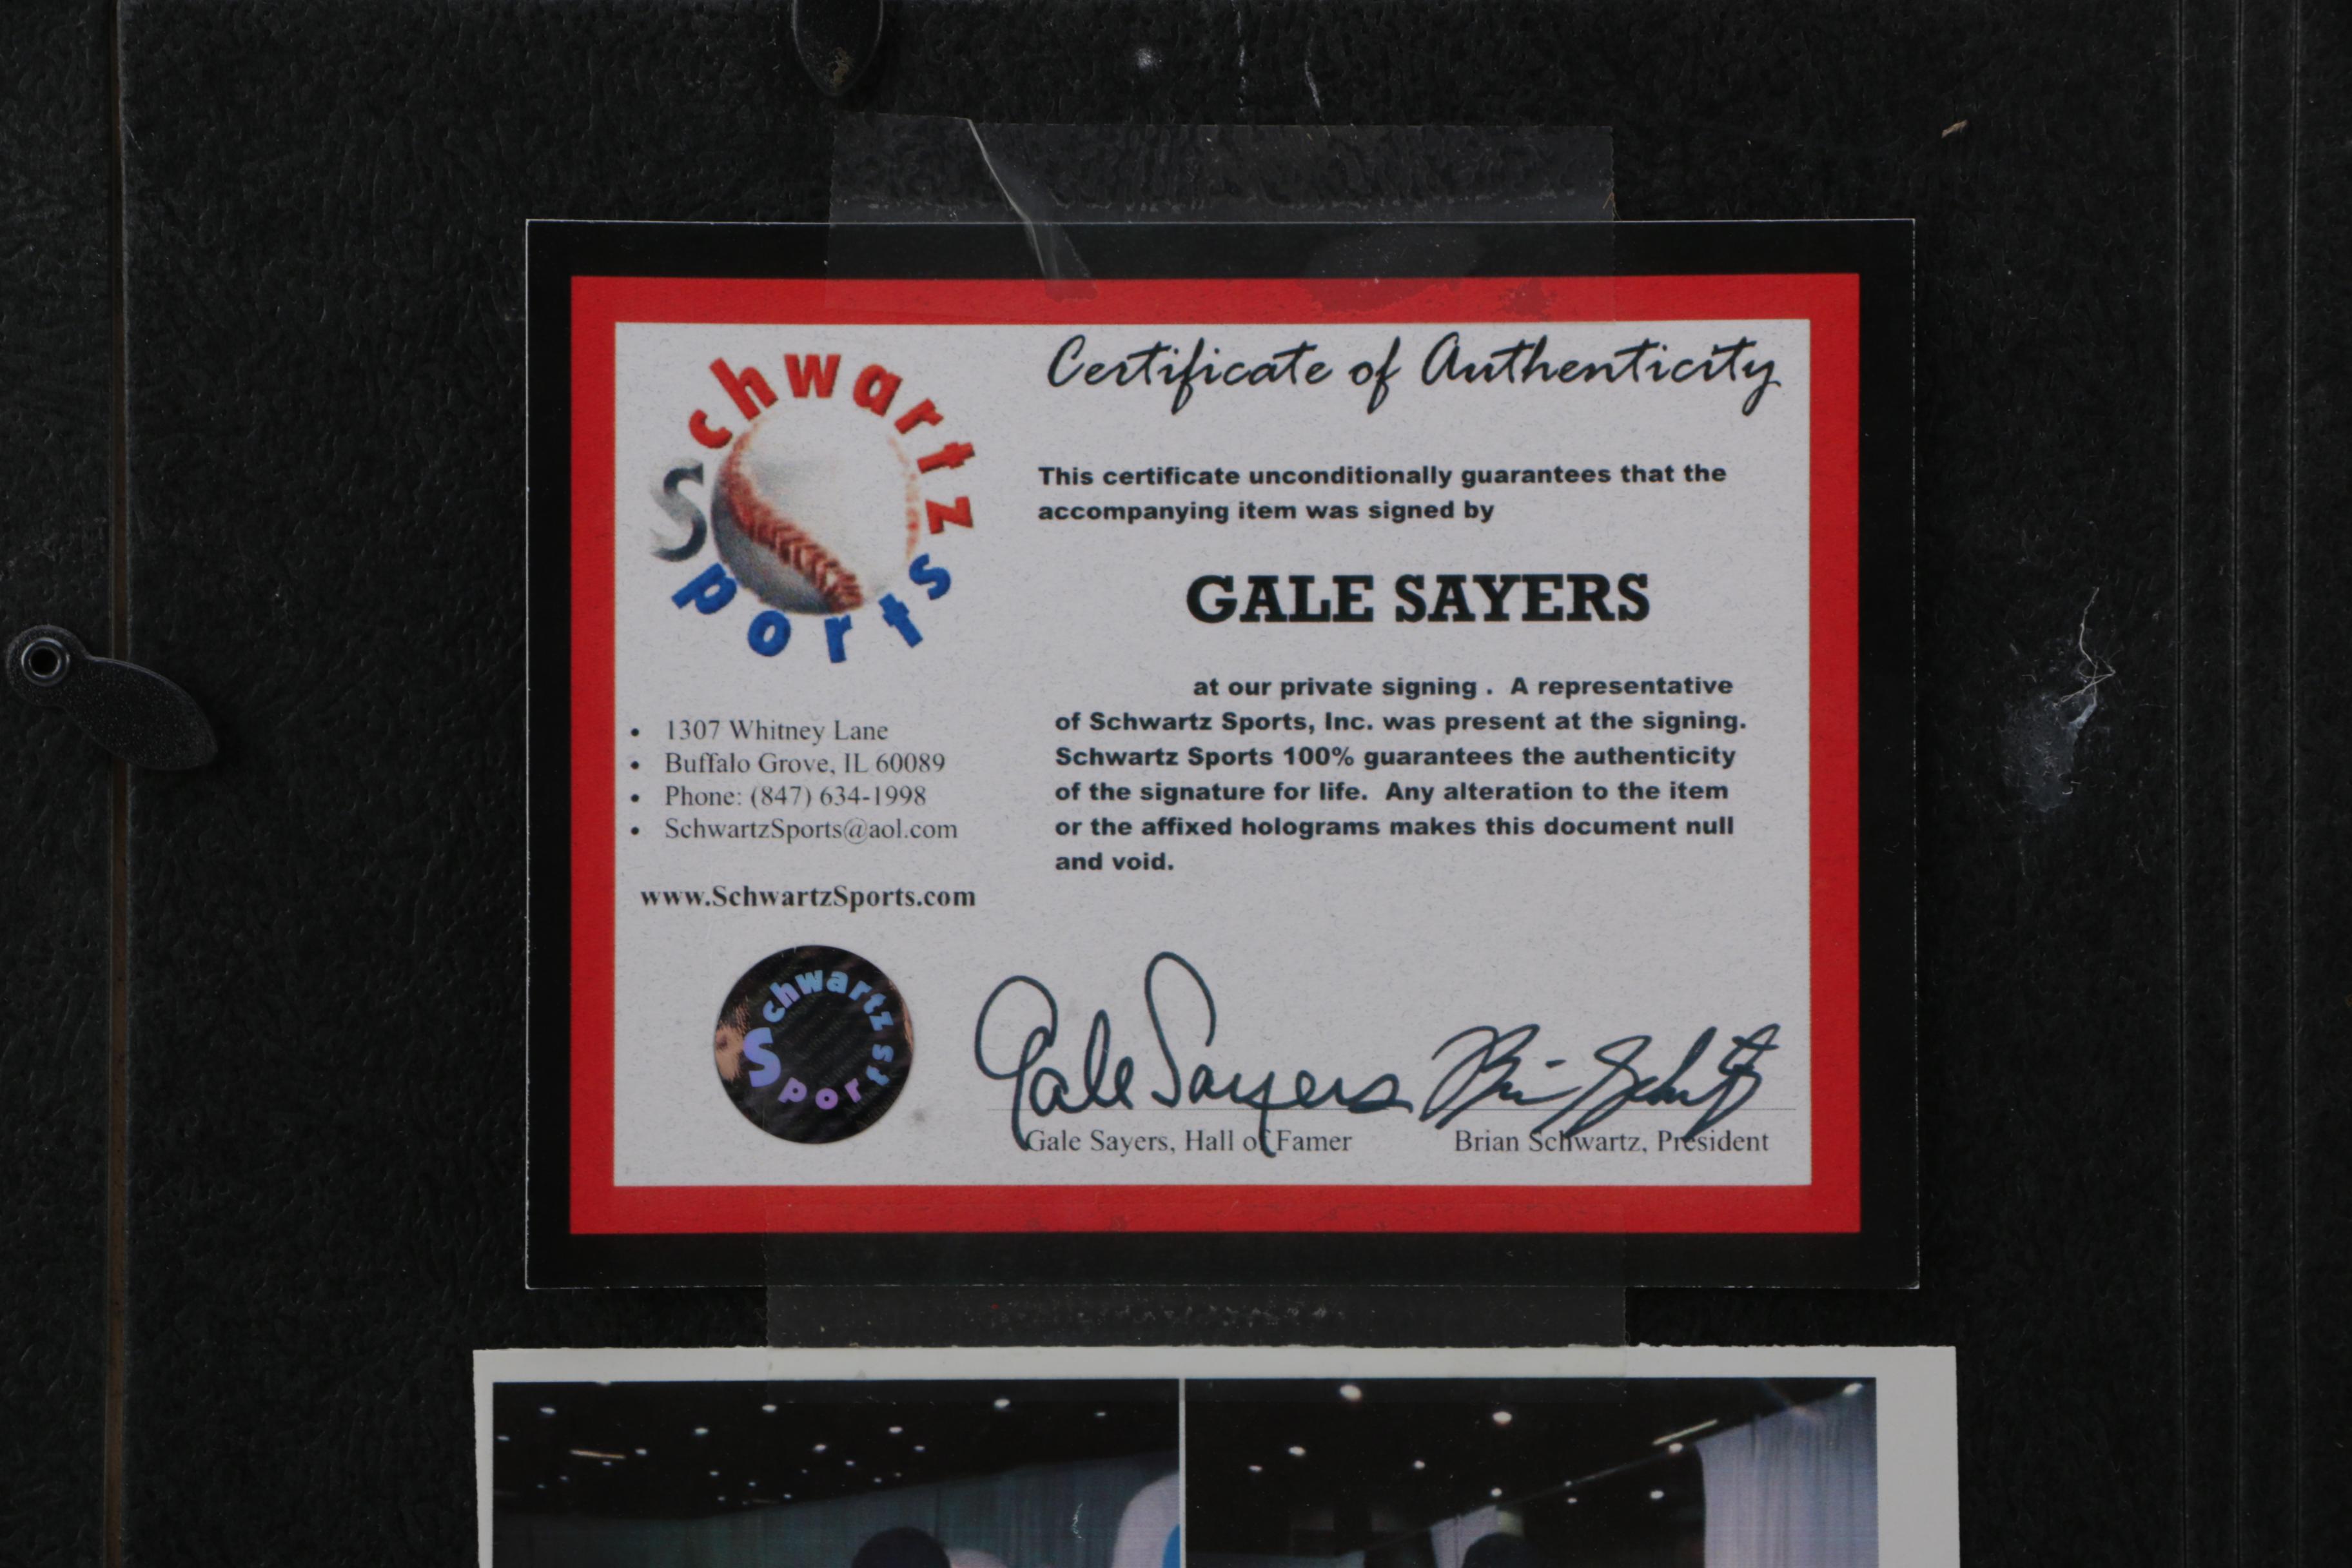 Schwartz
Sports
Certificate of Authenticity
This certificate unconditionally guarantees that the
accompanying item was signed by
GALE SAYERS
at our private signing . A representative
of Schwartz Sports, Inc. was present at the signing.
Schwartz Sports 100% guarantees the authenticity
of the signature for life. Any alteration to the item
or the affixed holograms makes this document null
and void.
• 1307 Whitney Lane
• Buffalo Grove, IL 60089
• Phone: (847) 634-1998
• SchwartzSports@aol.com
www.SchwartzSports.com
Schwartz
Sports
Gale Sayers
Brian Schwartz
Gale Sayers, Hall of Famer
Brian Schwartz, President